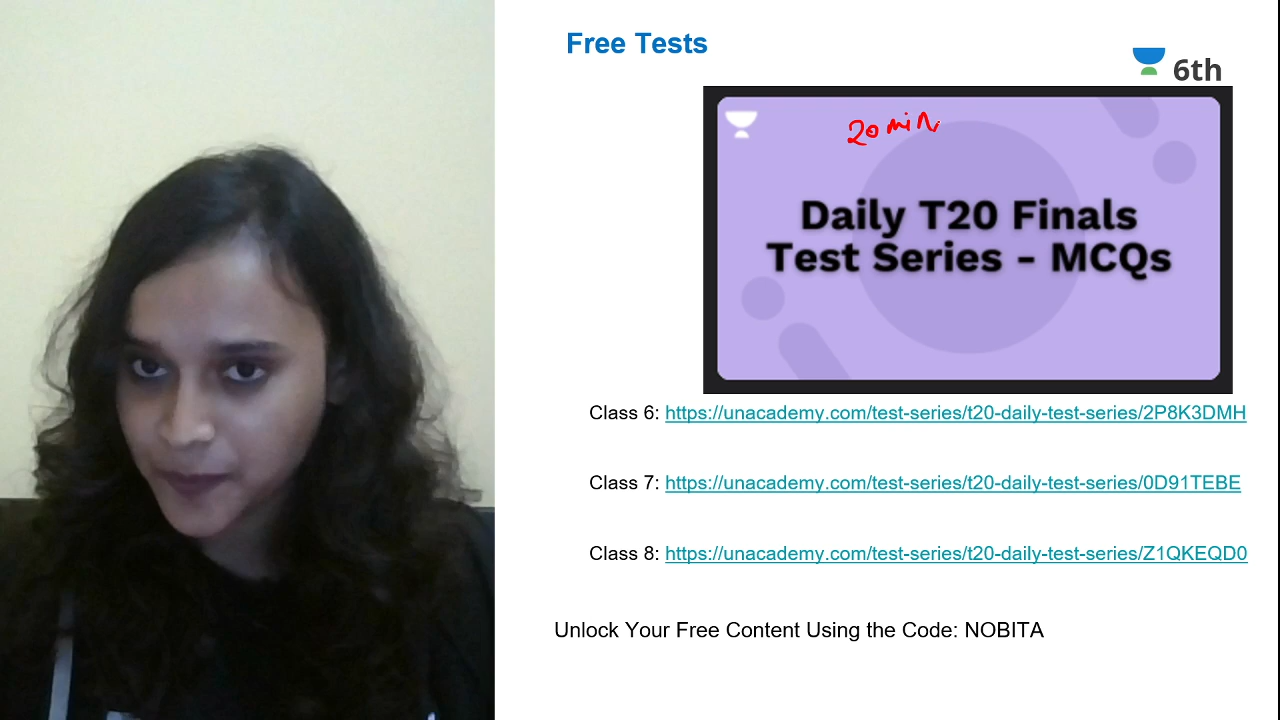 Free Tests
6th
20 min
Daily T20 Finals
Test Series - MCQs
Class 6: https://unacademy.com/test-series/t20-daily-test-series/2P8K3DMH
Class 7: https://unacademy.com/test-series/t20-daily-test-series/0D91TEBE
Class 8: https://unacademy.com/test-series/t20-daily-test-series/Z1QKEQD0
Unlock Your Free Content Using the Code: NOBITA